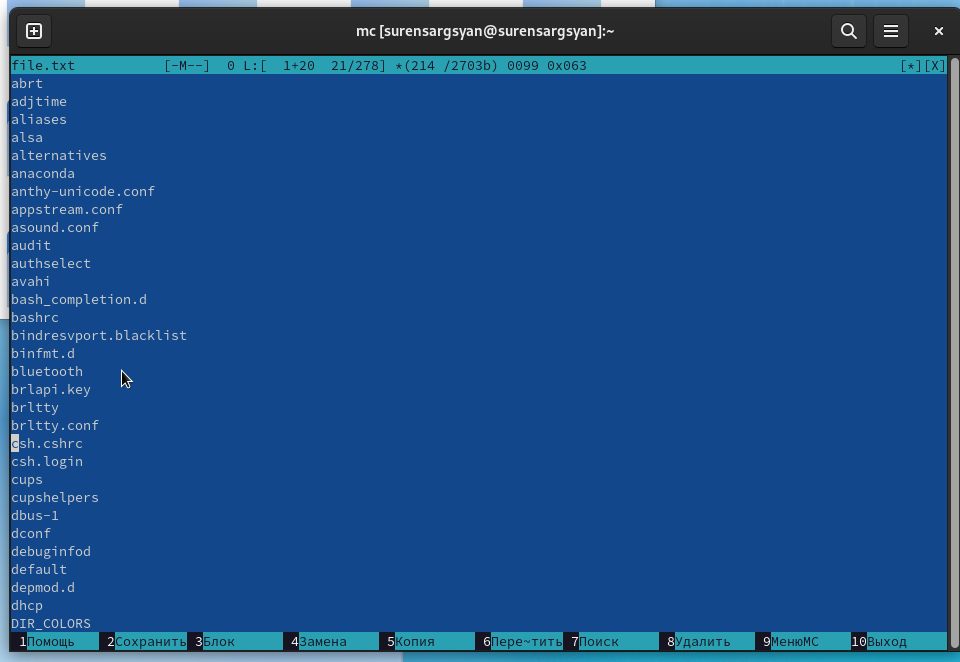 mc [surensargsyan@surensargsyan]:~
file.txt [-M--] 0 L:[ 1+20 21/278] *(214 /2703b) 0099 0x063 [*][X]
abrt
adjtime
aliases
alsa
alternatives
anaconda
anthy-unicode.conf
appstream.conf
asound.conf
audit
authselect
avahi
bash_completion.d
bashrc
bindresvport.blacklist
binfmt.d
bluetooth
brlapi.key
brltty
brltty.conf
csh.cshrc
csh.login
cups
cupshelpers
dbus-1
dconf
debuginfod
default
depmod.d
dhcp
DIR_COLORS
1Помощь 2Сохранить 3Блок 4Замена 5Копия 6Пере~тить 7Поиск 8Удалить 9МенюMC 10Выход